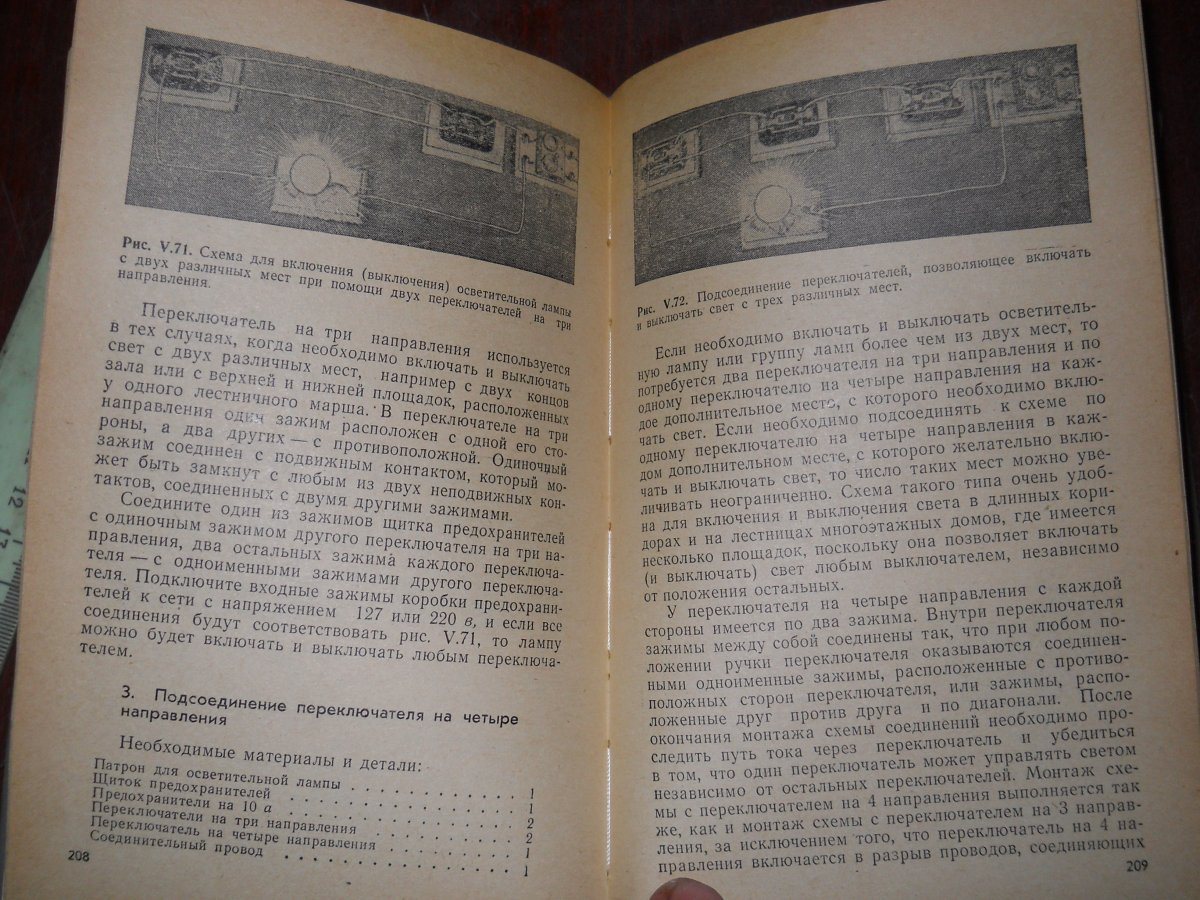 Рис. V.71. Схема для включения (выключения) осветительной лампы
с двух различных мест при помощи двух переключателей на три
направления.
Переключатель на три направления используется
в тех случаях, когда необходимо включать и выключать
свет с двух различных мест, например с двух концов
зала или с верхней и нижней площадок, расположенных
у одного лестничного марша. В переключателе на три
направления один зажим расположен с одной его сто-
роны, а два других — с противоположной. Одиночный
зажим соединен с подвижным контактом, который мо-
жет быть замкнут с любым из двух неподвижных кон-
тактов, соединенных с двумя другими зажимами.
Соедините один из зажимов щитка предохранителей
с одиночным зажимом другого переключателя на три на-
правления, два остальных зажима каждого переключа-
теля — с одноименными зажимами другого переключа-
теля. Подключите входные зажимы коробки предохрани-
телей к сети с напряжением 127 или 220 в, и если все
соединения будут соответствовать рис. V.71, то лампу
можно будет включать и выключать любым переключа-
телем.
3. Подсоединение переключателя на четыре
направления
Необходимые материалы и детали:
Патрон для осветительной лампы . . . . . . . . . . . 1
Щиток предохранителей . . . . . . . . . . . . . . . 1
Предохранители на 10 а . . . . . . . . . . . . . . . 2
Переключатели на три направления . . . . . . . . . . 2
Переключатель на четыре направления . . . . . . . . 1
Соединительный провод . . . . . . . . . . . . . . . 1
208
Рис. V.72. Подсоединение переключателей, позволяющее включать
и выключать свет с трех различных мест.
Если необходимо включать и выключать осветитель-
ную лампу или группу ламп более чем из двух мест, то
потребуется два переключателя на три направления и по
одному переключателю на четыре направления на каж-
дое дополнительное место, с которого необходимо вклю-
чать свет. Если необходимо подсоединять к схеме по
одному переключателю на четыре направления в каж-
дом дополнительном месте, с которого желательно вклю-
чать и выключать свет, то число таких мест можно уве-
личивать неограниченно. Схема такого типа очень удоб-
на для включения и выключения света в длинных кори-
дорах и на лестницах многоэтажных домов, где имеется
несколько площадок, поскольку она позволяет включать
(и выключать) свет любым выключателем, независимо
от положения остальных.
У переключателя на четыре направления с каждой
стороны имеется по два зажима. Внутри переключателя
зажимы между собой соединены так, что при любом по-
ложении ручки переключателя оказываются соединен-
ными одноименные зажимы, расположенные с противо-
положных сторон переключателя, или зажимы, распо-
ложенные друг против друга и по диагонали. После
окончания монтажа схемы соединений необходимо про-
следить путь тока через переключатель и убедиться
в том, что один переключатель может управлять светом
независимо от остальных переключателей. Монтаж схе-
мы с переключателем на 4 направления выполняется так
же, как и монтаж схемы с переключателем на 3 направ-
ления, за исключением того, что переключатель на 4 на-
правления включается в разрыв проводов, соединяющих
209
12
13